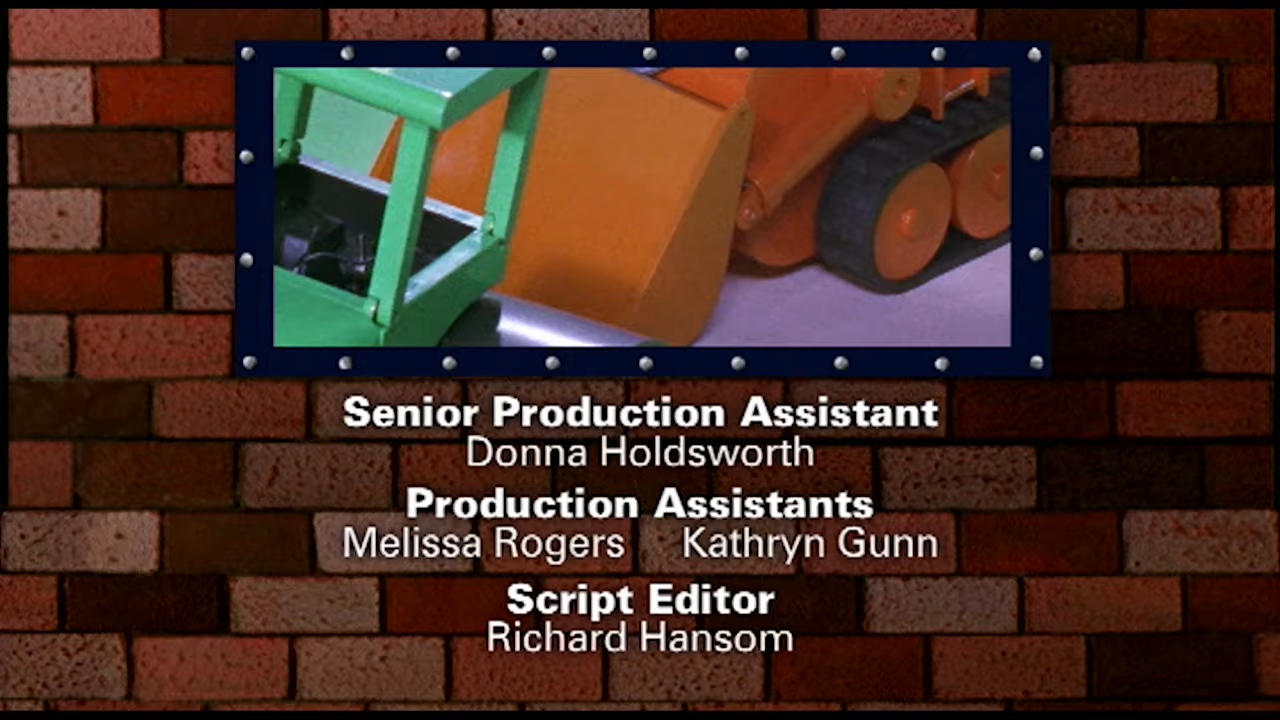 Senior Production Assistant
Donna Holdsworth
Production Assistants
Melissa Rogers Kathryn Gunn
Script Editor
Richard Hansom